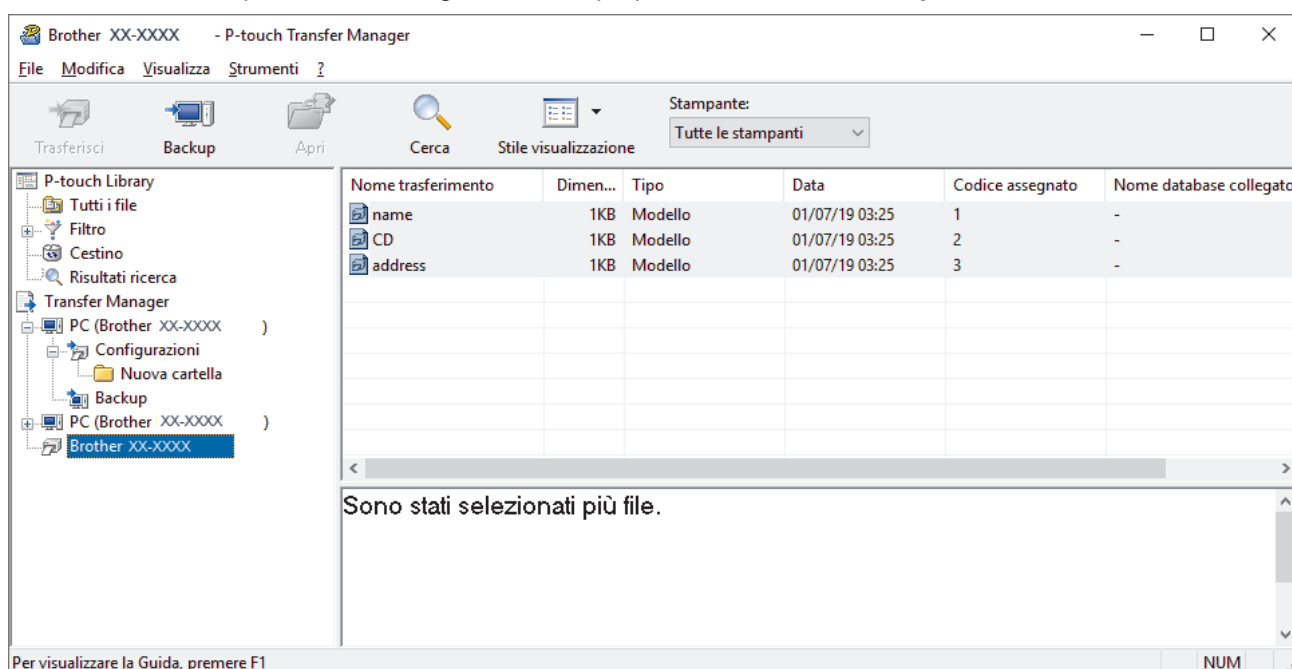 Brother XX-XXXX - P-touch Transfer Manager
File Modifica Visualizza Strumenti ?
Trasferisci Backup Apri Cerca Stile visualizzazione
Stampante:
Tutte le stampanti
P-touch Library
Tutti i file
Filtro
Cestino
Risultati ricerca
Transfer Manager
PC (Brother XX-XXXX )
Configurazioni
Nuova cartella
Backup
PC (Brother XX-XXXX )
Brother XX-XXXX
Nome trasferimento Dimen... Tipo Data Codice assegnato Nome database collegato
name 1KB Modello 01/07/19 03:25 1 -
CD 1KB Modello 01/07/19 03:25 2 -
address 1KB Modello 01/07/19 03:25 3 -
Sono stati selezionati più file.
Per visualizzare la Guida, premere F1 NUM